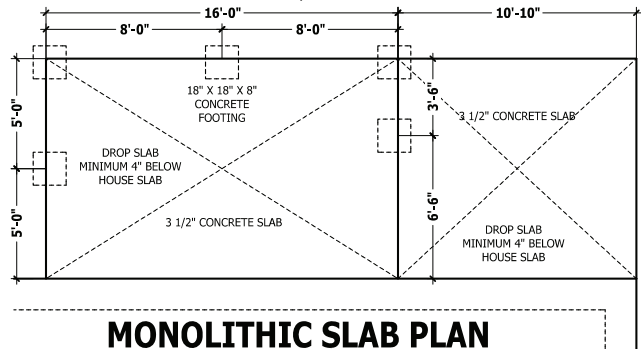 16'-0"
10'-10"
8'-0"
8'-0"
18" X 18" X 8"
CONCRETE
FOOTING
5'-0"
3'-6"
3 1/2" CONCRETE SLAB
DROP SLAB
MINIMUM 4" BELOW
HOUSE SLAB
5'-0"
6'-6"
3 1/2" CONCRETE SLAB
DROP SLAB
MINIMUM 4" BELOW
HOUSE SLAB
MONOLITHIC SLAB PLAN